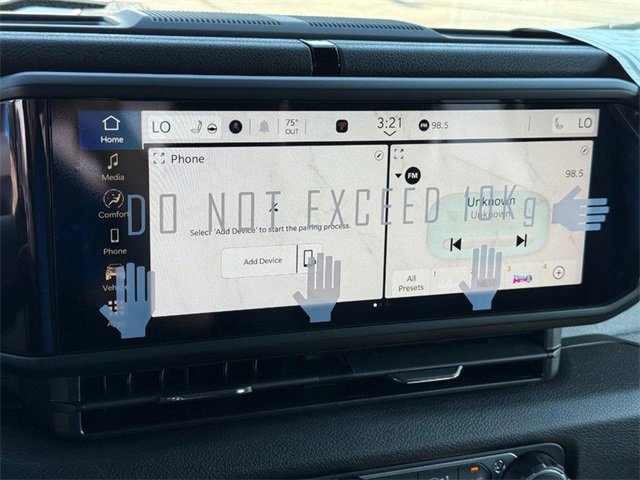 LO 75° OUT 3:21 FM 98.5 LO
Home
Media
Comfort
Phone
Apps
Phone
Select 'Add Device' to start the pairing process.
Add Device
FM 98.5
Unknown
Unknown
All Presets 1 2 3 4
DO NOT EXCEED 10Kg